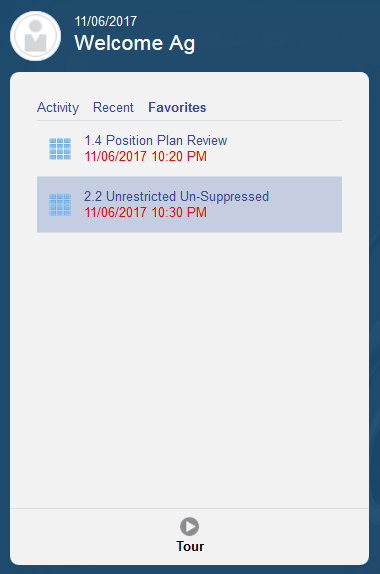 11/06/2017
Welcome Ag
Activity Recent Favorites
1.4 Position Plan Review
11/06/2017 10:20 PM
2.2 Unrestricted Un-Suppressed
11/06/2017 10:30 PM
Tour